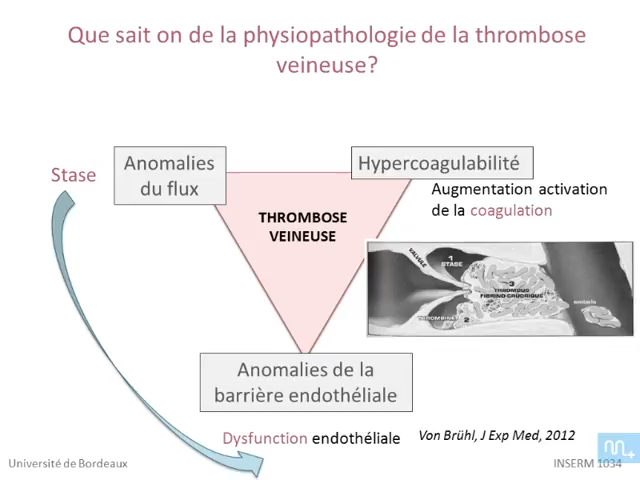 Que sait on de la physiopathologie de la thrombose
veineuse?
Stase
Anomalies
du flux
Hypercoagulabilité
Augmentation activation
de la coagulation
THROMBOSE
VEINEUSE
VALVULE
1
STASE
3
THROMBUS
FIBRINO-CRUORIQUE
THROMBINE
2
Anomalies de la
barrière endothéliale
Dysfunction endothéliale
Von Brühl, J Exp Med, 2012
Université de Bordeaux
INSERM 1034